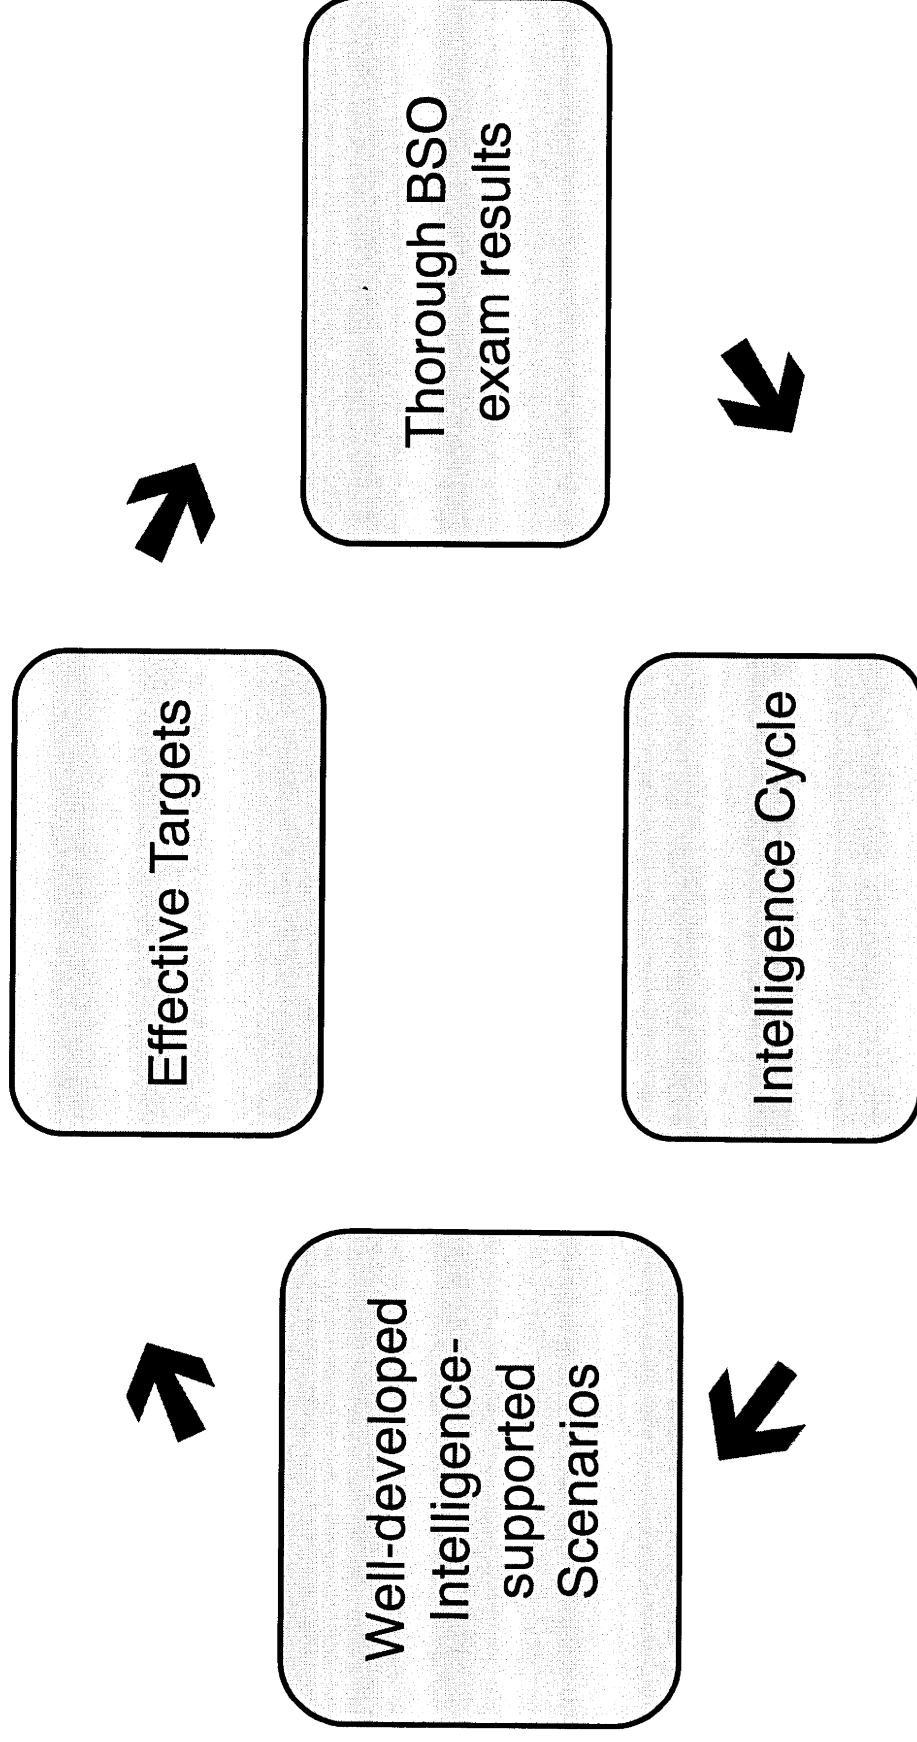 Effective Targets
Thorough BSO
exam results
Intelligence Cycle
Well-developed
Intelligence-
supported
Scenarios